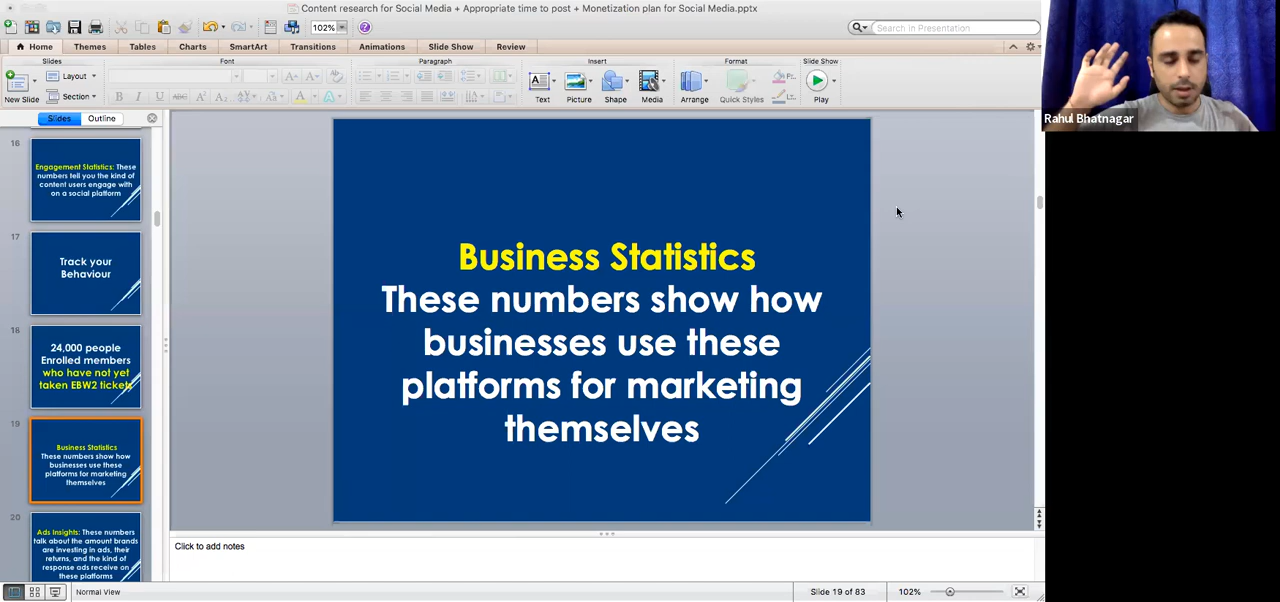 Content research for Social Media + Appropriate time to post + Monetization plan for Social Media.pptx
102%
Search in Presentation
Home
Themes
Tables
Charts
SmartArt
Transitions
Animations
Slide Show
Review
Slides
Font
Paragraph
Insert
Format
Slide Show
New Slide
Layout
Section
B I U ABC
Text
Picture
Shape
Media
Arrange
Quick Styles
Play
Rahul Bhatnagar
Slides
Outline
16
Engagement Statistics: These
numbers tell you the kind of
content users engage with
on a social platform
17
Track your
Behaviour
18
24,000 people
Enrolled members
who have not yet
taken EBW2 tickets
19
Business Statistics
These numbers show how
businesses use these
platforms for marketing
themselves
20
Ads Insights: These numbers
talk about the amount brands
are investing in ads, their
returns, and the kind of
response ads receive on
these platforms
Business Statistics
These numbers show how
businesses use these
platforms for marketing
themselves
Click to add notes
Normal View
Slide 19 of 83
102%